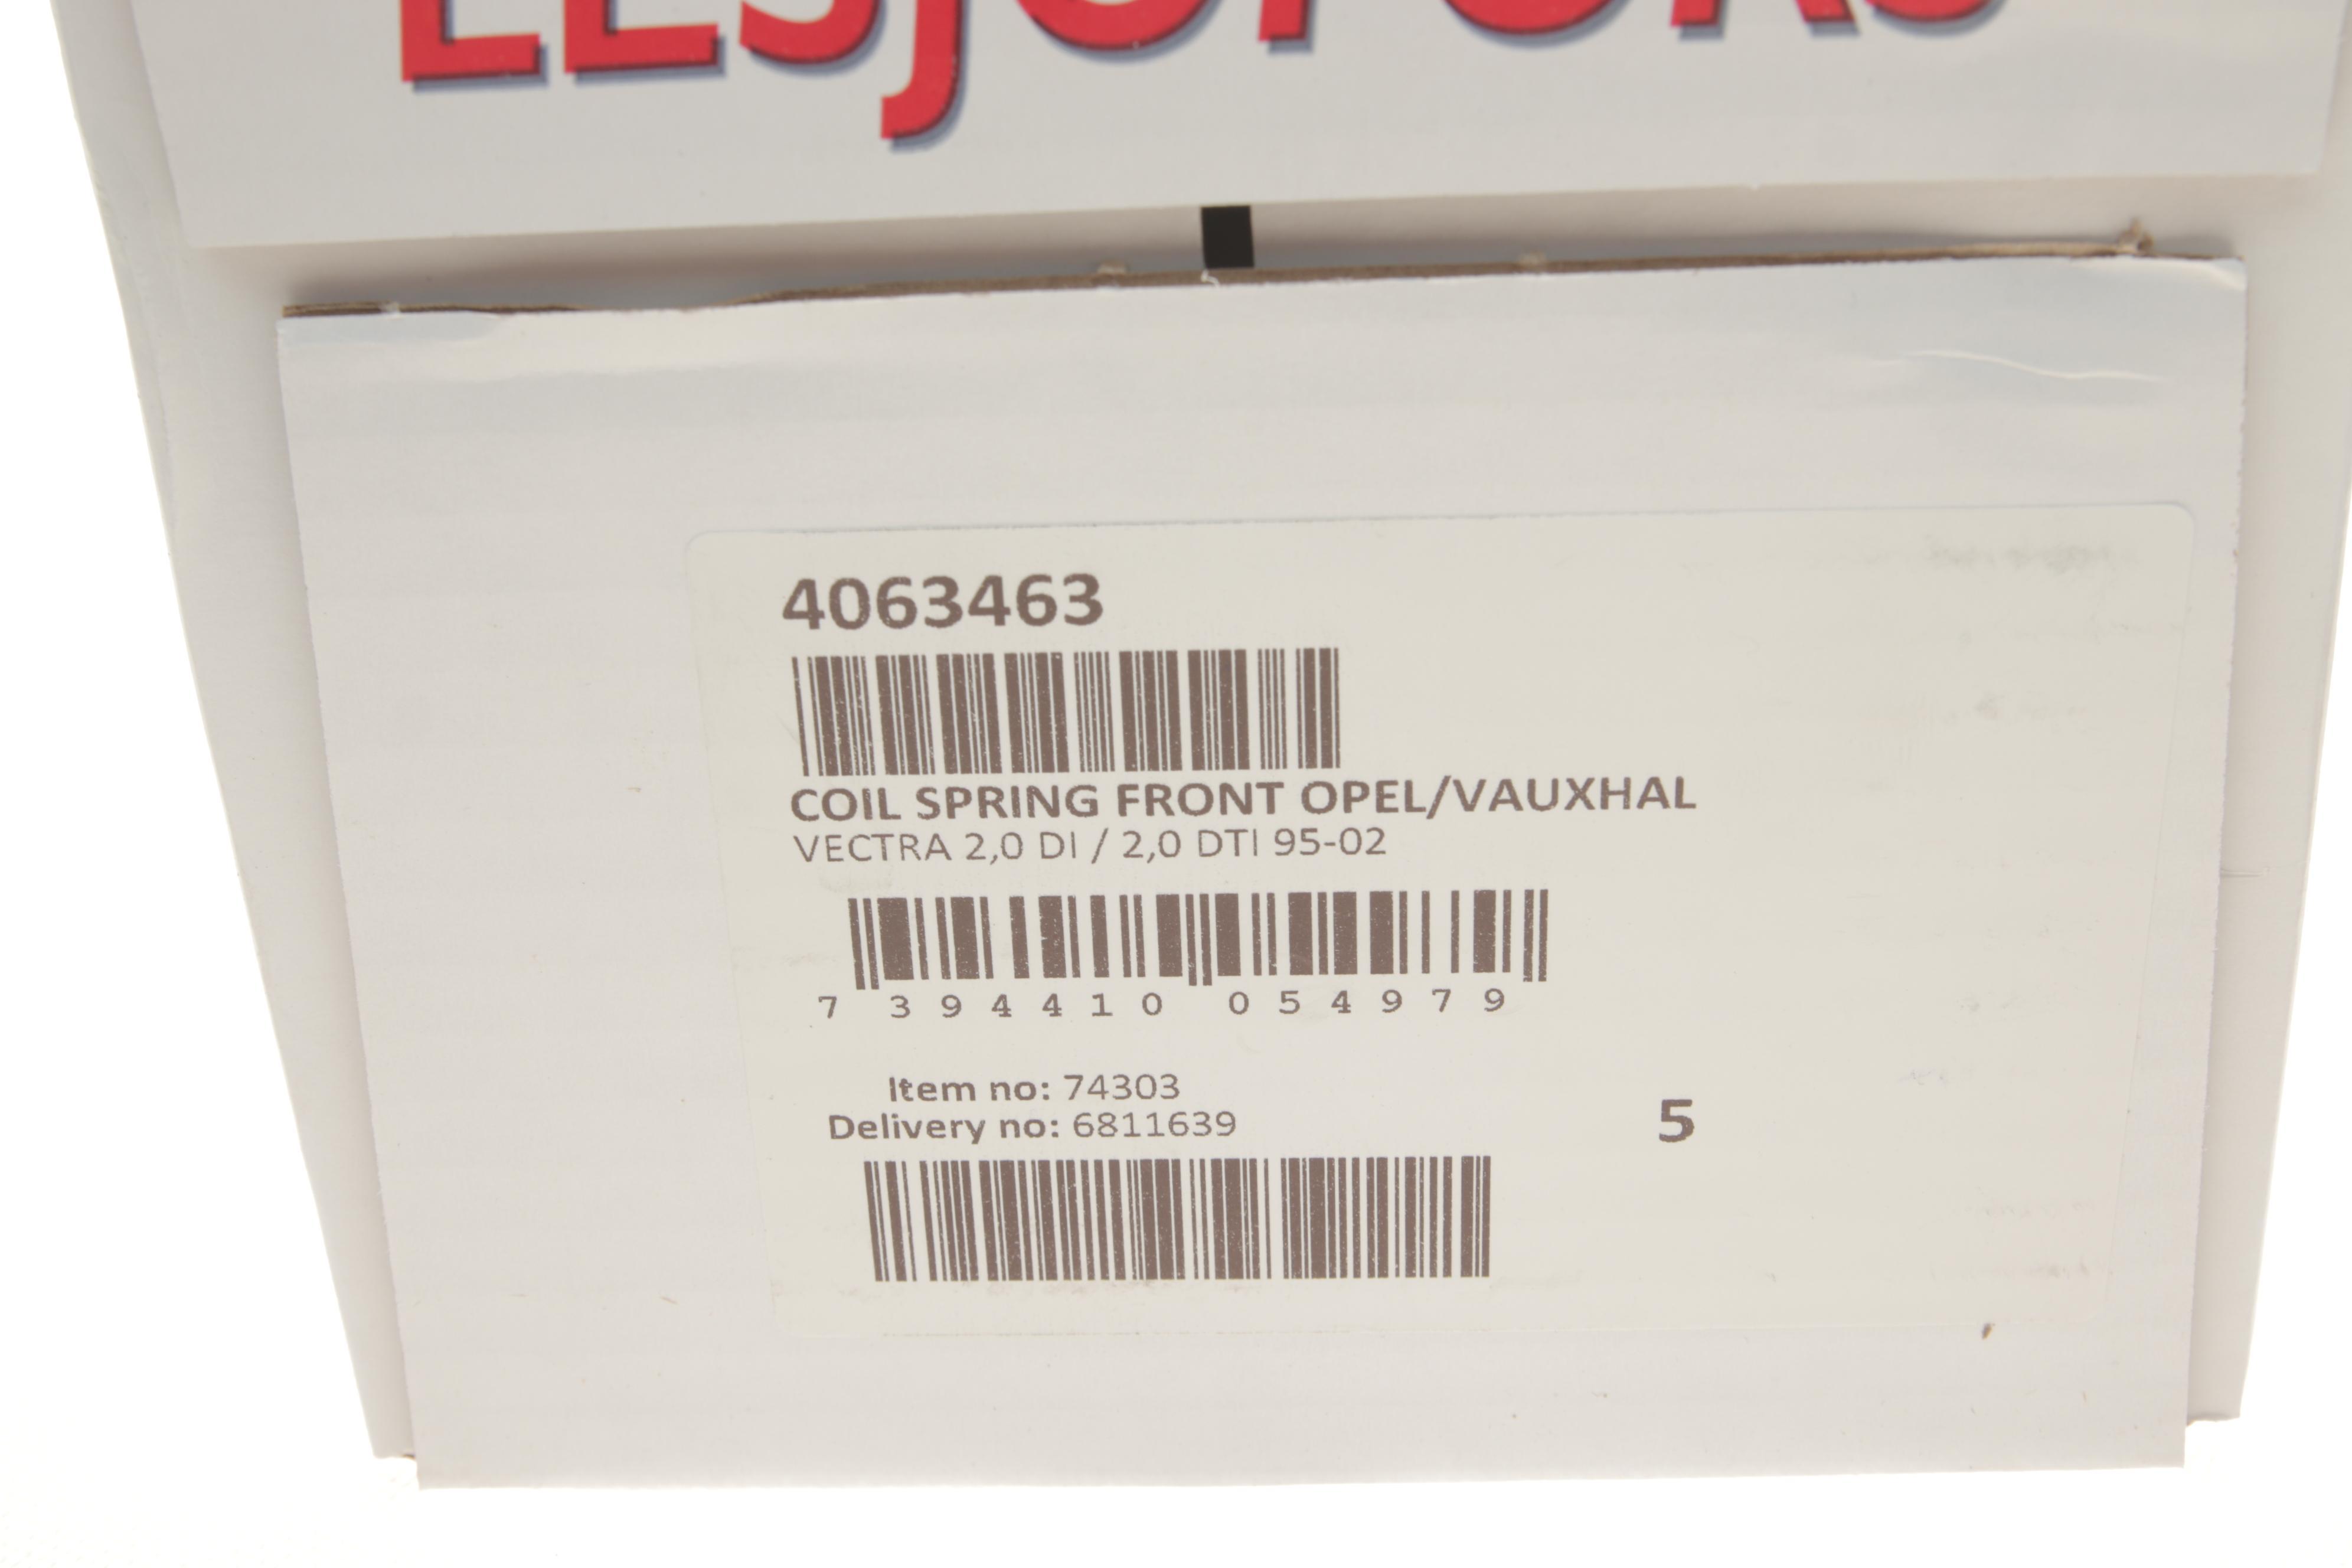 LESJÖFORS
4063463
COIL SPRING FRONT OPEL/VAUXHAL
VECTRA 2,0 DI / 2,0 DTI 95-02
7 394410 054979
Item no: 74303
Delivery no: 6811639
5